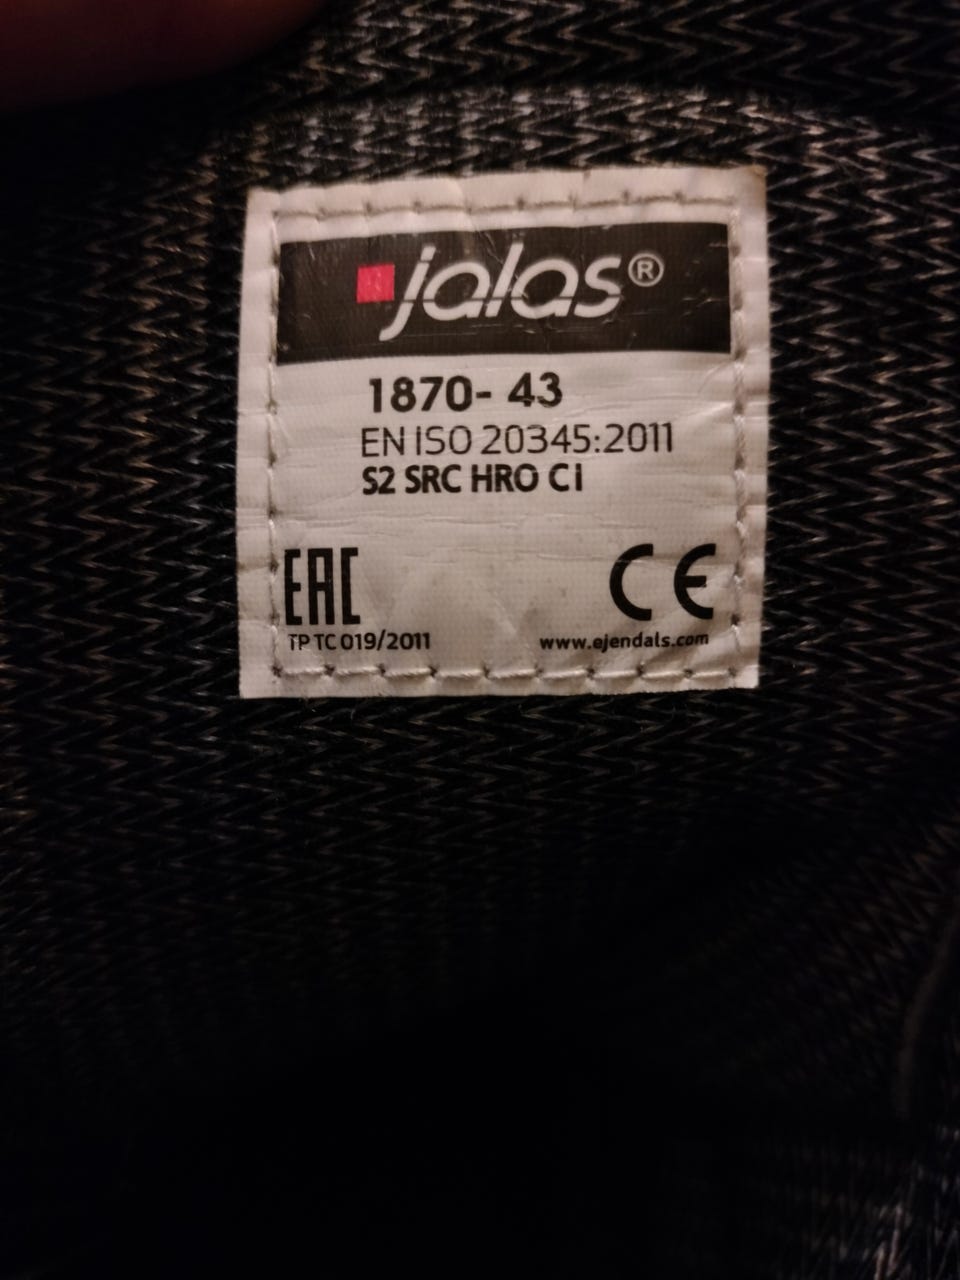 jalas®
1870- 43
EN ISO 20345:2011
S2 SRC HRO CI
EAC
CE
TP TC 019/2011
www.ejendals.com